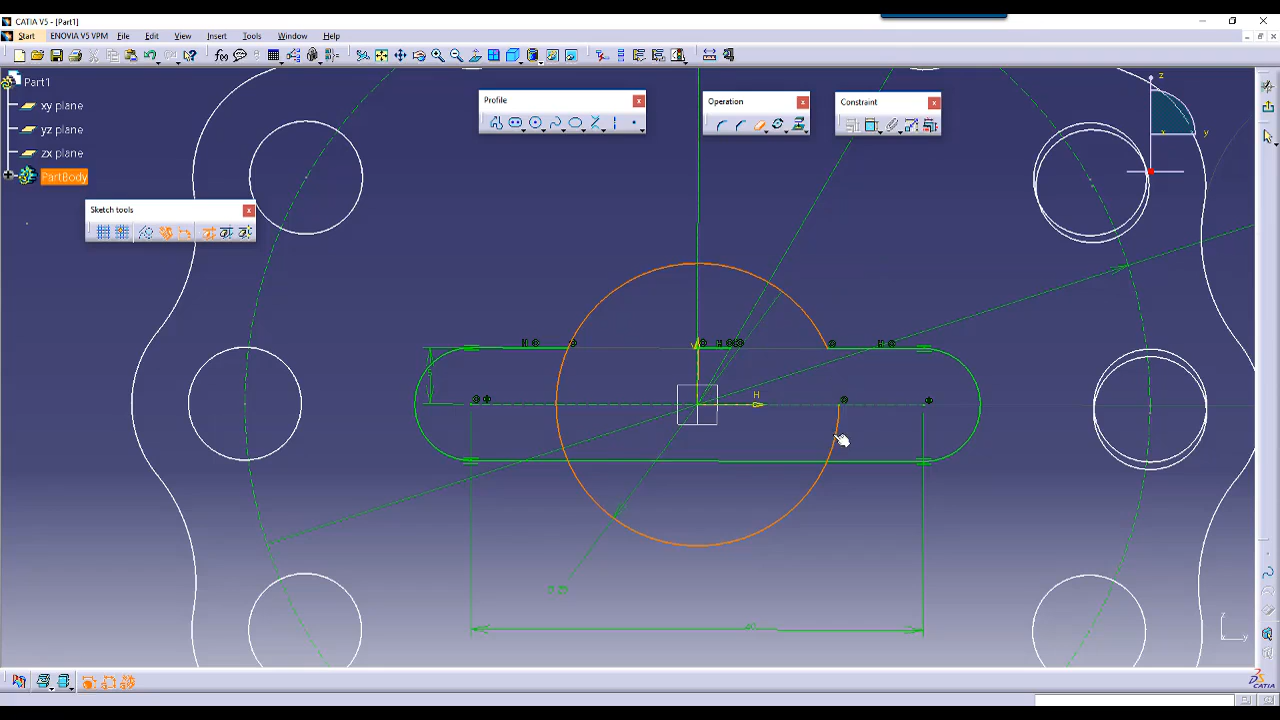 CATIA V5 - [Part1]
Start ENOVIA V5 VPM File Edit View Insert Tools Window Help
Part1
xy plane
yz plane
zx plane
PartBody
Sketch tools
Profile
Operation
Constraint
z
y
x
H
V
H
H
H
z
y
CATIA